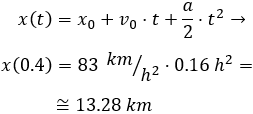 x(t) = x₀ + v₀ · t + a/2 · t² →
x(0.4) = 83 km/h² · 0.16 h² =
≅ 13.28 km